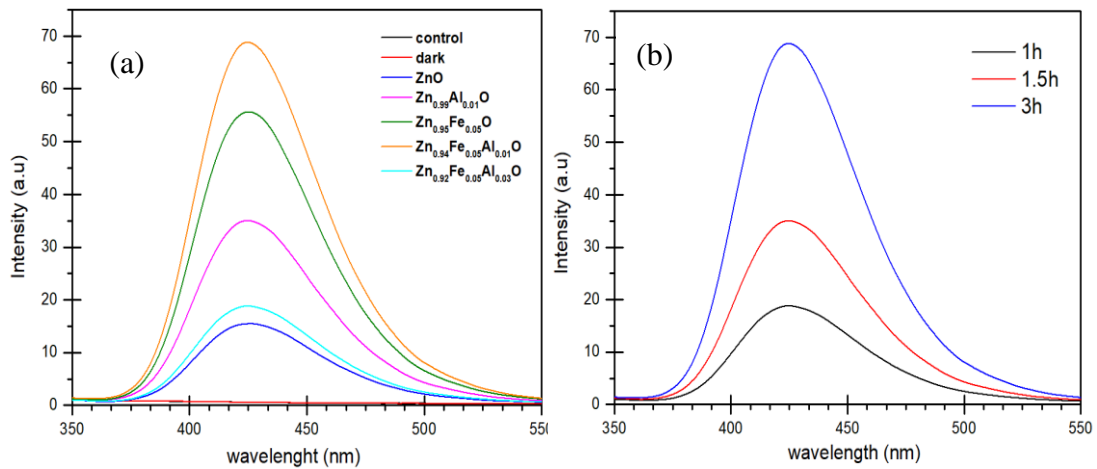 (a)
control
dark
ZnO
Zn₀.₉₉Al₀.₀₁O
Zn₀.₉₅Fe₀.₀₅O
Zn₀.₉₄Fe₀.₀₅Al₀.₀₁O
Zn₀.₉₂Fe₀.₀₅Al₀.₀₃O
70
60
50
40
30
20
10
0
Intensity (a.u)
350
400
450
500
550
wavelenght (nm)
(b)
1h
1.5h
3h
70
60
50
40
30
20
10
0
Intensity (a.u)
350
400
450
500
550
wavelength (nm)